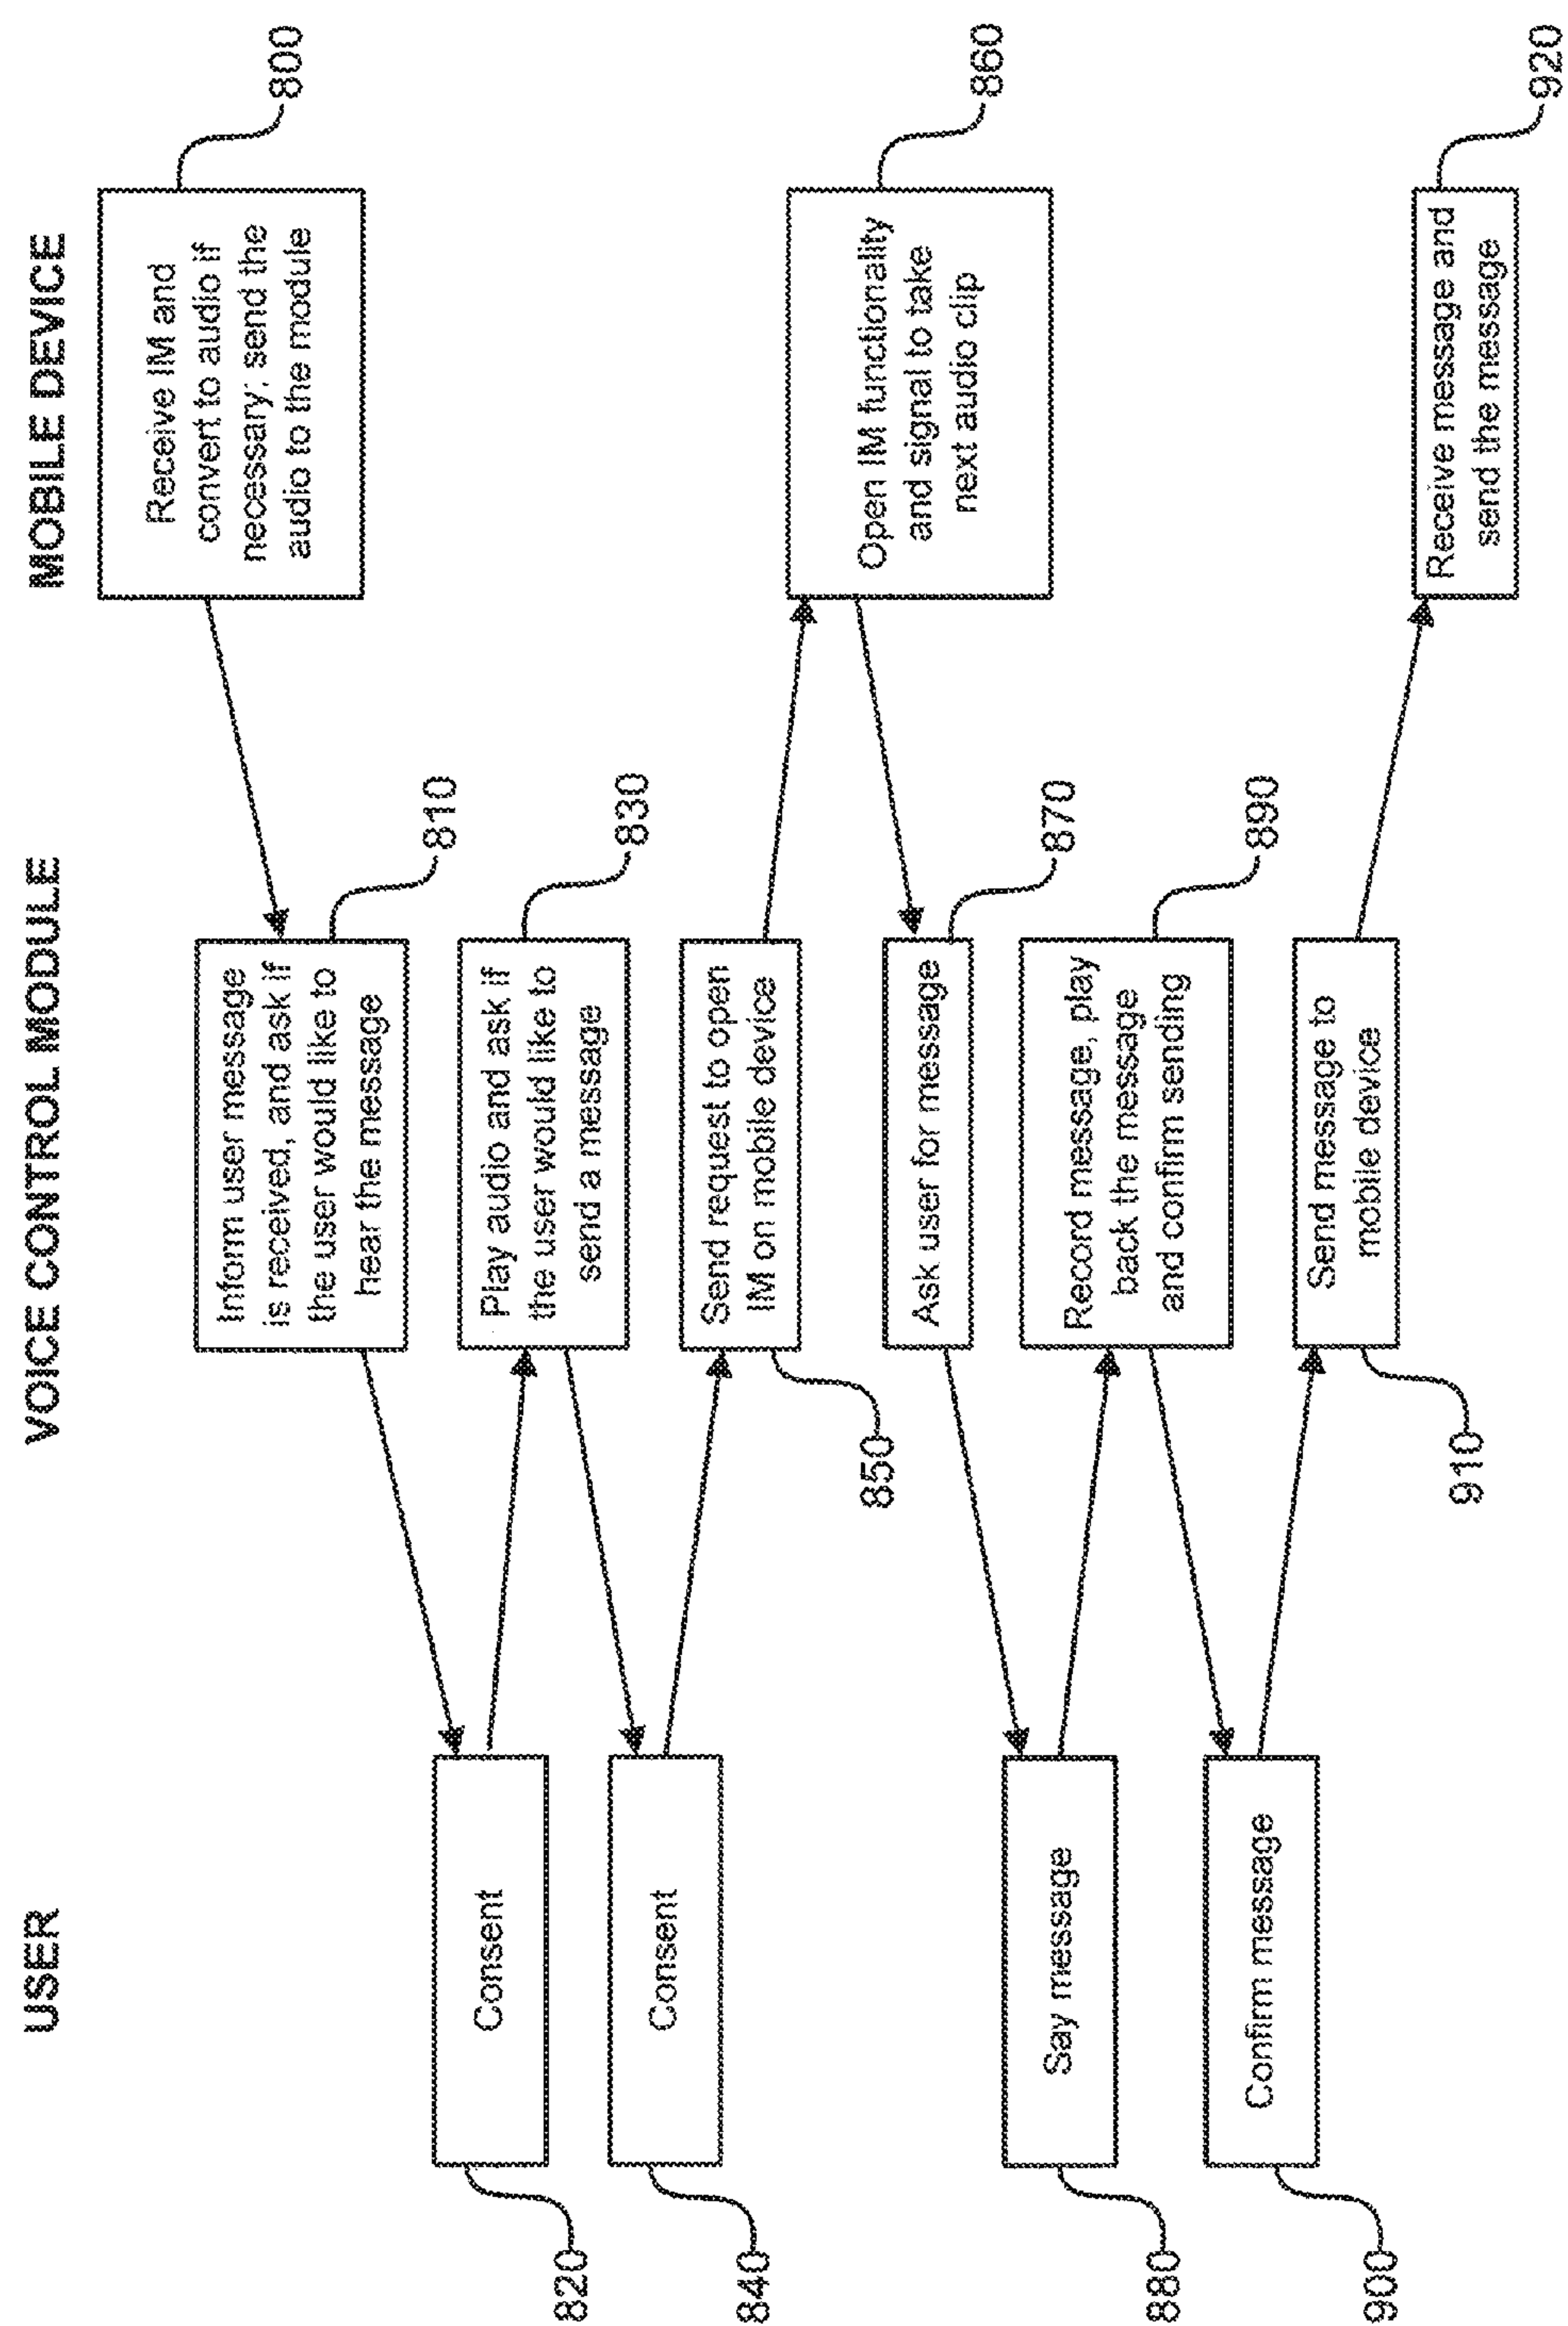 USER
VOICE CONTROL MODULE
MOBILE DEVICE
Receive IM and
convert to audio if
necessary; send the
audio to the module
800
Inform user message
is received, and ask if
the user would like to
hear the message
810
Consent
820
Play audio and ask if
the user would like to
send a message
830
Consent
840
Send request to open
IM on mobile device
850
Open IM functionality
and signal to take
next audio clip
860
Ask user for message
870
Say message
880
Record message, play
back the message
and confirm sending
890
Confirm message
900
Send message to
mobile device
910
Receive message and
send the message
920